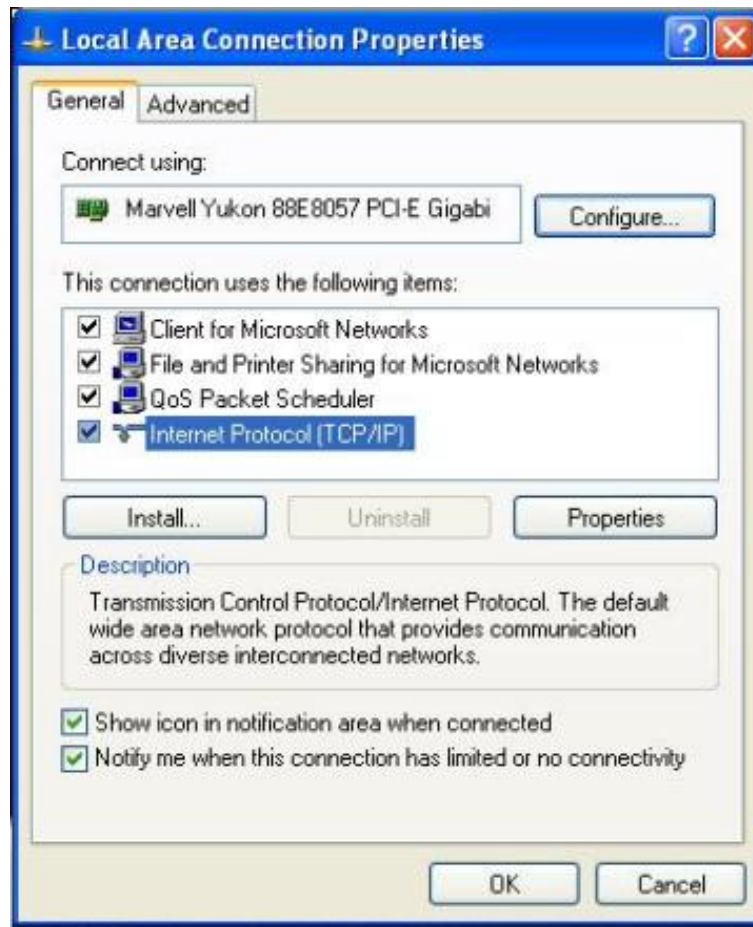 Local Area Connection Properties
?
General Advanced
Connect using:
Marvell Yukon 88E8057 PCI-E Gigabi
Configure...
This connection uses the following items:
Client for Microsoft Networks
File and Printer Sharing for Microsoft Networks
QoS Packet Scheduler
Internet Protocol (TCP/IP)
Install... Uninstall Properties
Description
Transmission Control Protocol/Internet Protocol. The default
wide area network protocol that provides communication
across diverse interconnected networks.
Show icon in notification area when connected
Notify me when this connection has limited or no connectivity
OK Cancel